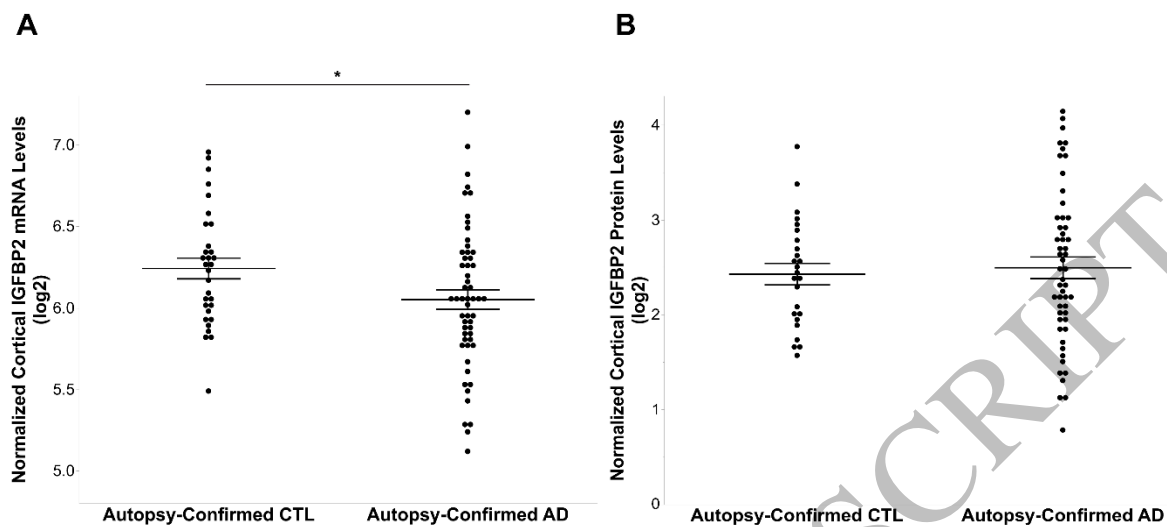 A
*
Normalized Cortical IGFBP2 mRNA Levels
(log2)
7.0
6.5
6.0
5.5
5.0
Autopsy-Confirmed CTL
Autopsy-Confirmed AD
B
Normalized Cortical IGFBP2 Protein Levels
(log2)
4
3
2
1
0
Autopsy-Confirmed CTL
Autopsy-Confirmed AD
SCRIPT